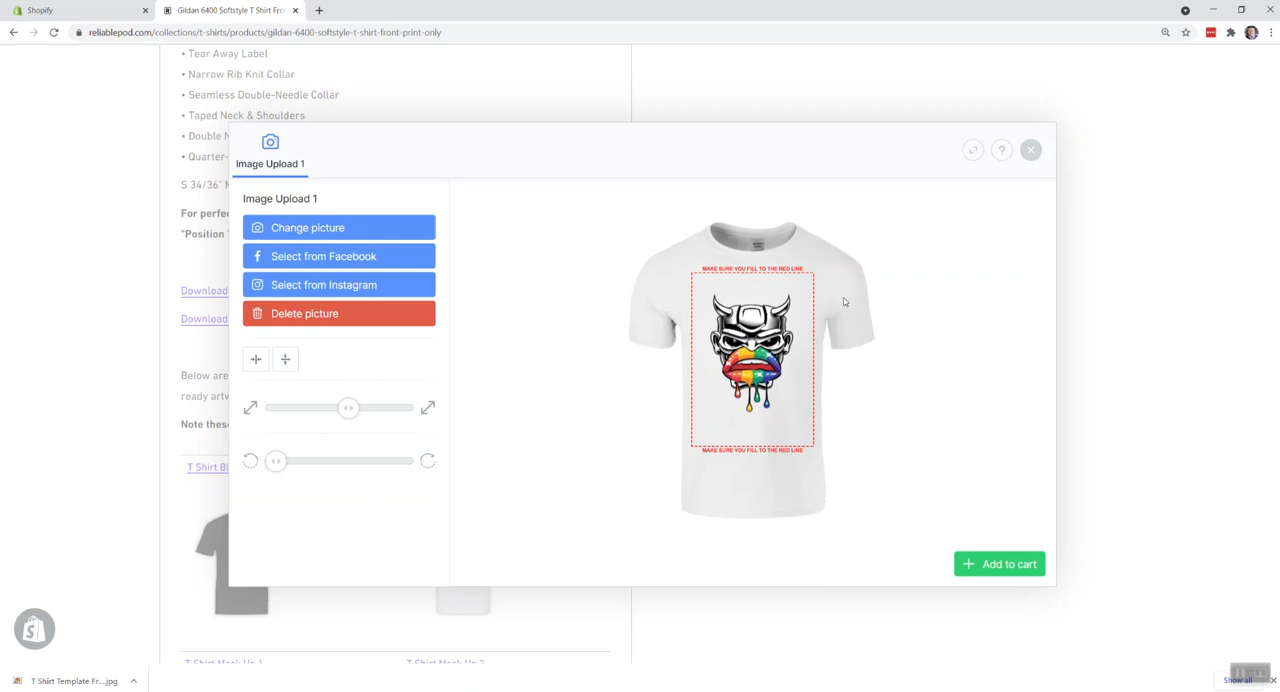 Shopify
Gildan 6400 Softstyle T Shirt Fro
reliablepod.com/collections/t-shirts/products/gildan-6400-softstyle-t-shirt-front-print-only
• Tear Away Label
• Narrow Rib Knit Collar
• Seamless Double-Needle Collar
• Taped Neck & Shoulders
• Double N
• Quarter-
S 34/36" M
For perfe
"Position
Download
Download
Below are
ready artw
Note these
T Shirt Bl
Image Upload 1
?
Image Upload 1
Change picture
Select from Facebook
Select from Instagram
Delete picture
MAKE SURE YOU FILL TO THE RED LINE
MAKE SURE YOU FILL TO THE RED LINE
Add to cart
T Shirt Mock Up 1
T Shirt Mock Up 2
T Shirt Template Fr....jpg
Show all